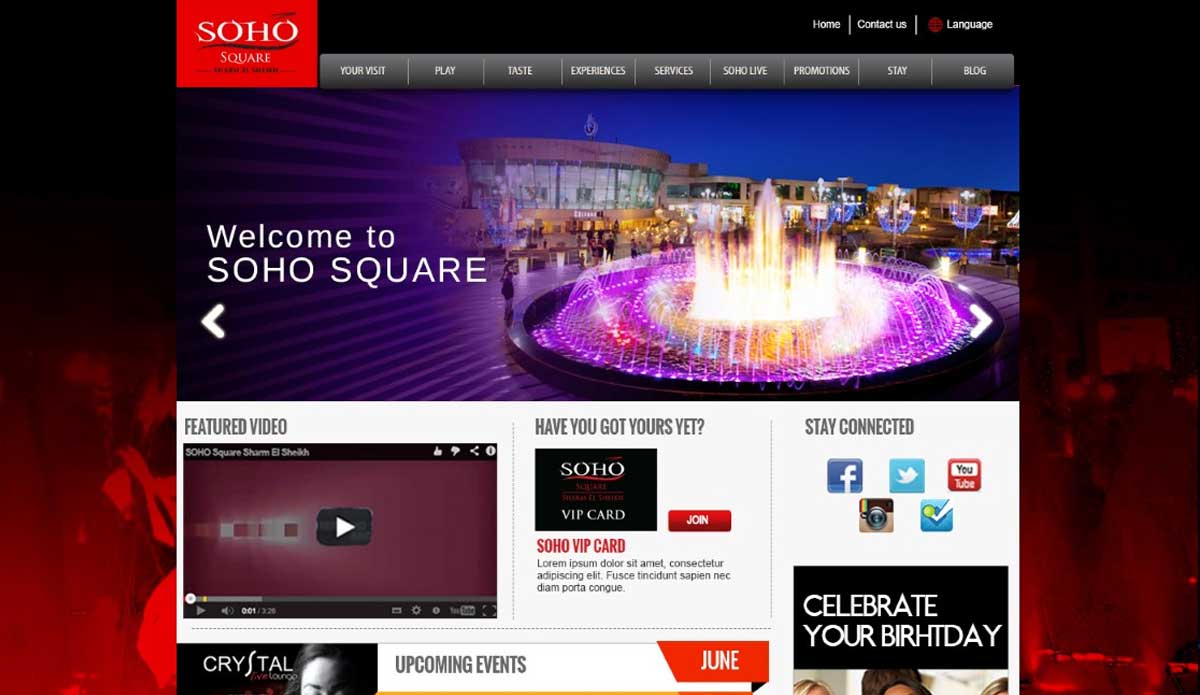 SOHO
SQUARE
SHARM EL SHEIKH
Home
Contact us
Language
YOUR VISIT
PLAY
TASTE
EXPERIENCES
SERVICES
SOHO LIVE
PROMOTIONS
STAY
BLOG
Welcome to
SOHO SQUARE
FEATURED VIDEO
SOHO Square Sharm El Sheikh
0:01 / 3:26
YouTube
HAVE YOU GOT YOURS YET?
SOHO
SQUARE
SHARM EL SHEIKH
VIP CARD
JOIN
SOHO VIP CARD
Lorem ipsum dolor sit amet, consectetur
adipiscing elit. Fusce tincidunt sapien nec
diam porta congue.
STAY CONNECTED
You
Tube
CELEBRATE
YOUR BIRHTDAY
CRYSTAL
live lounge
UPCOMING EVENTS
JUNE